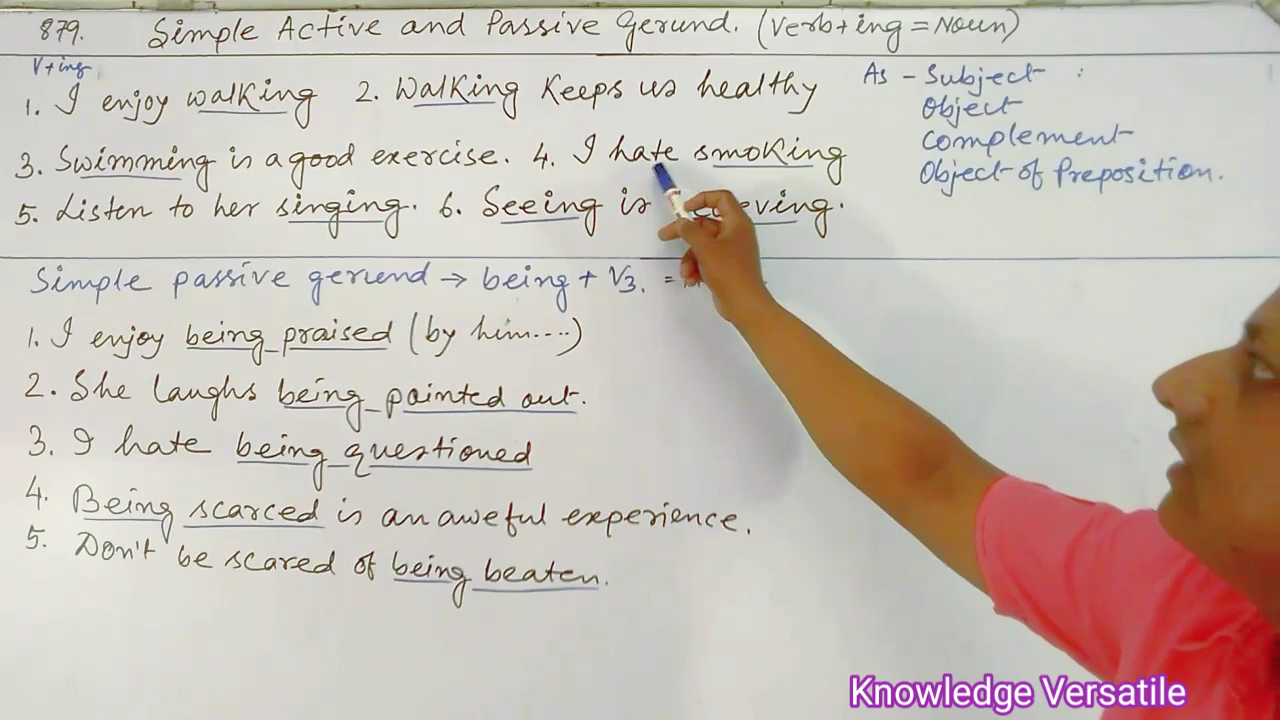 879. Simple Active and Passive Gerund. (Verb+ing = Noun)
V+ing
1. I enjoy walking 2. Walking keeps us healthy
As - Subject :
Object
Complement
Object of Preposition.
3. Swimming is a good exercise. 4. I hate smoking
5. Listen to her singing. 6. Seeing is
Simple passive gerund → being + V3. =
1. I enjoy being praised (by him....)
2. She laughs being pointed out.
3. I hate being questioned
4. Being scarced is an aweful experience.
5. Don't be scared of being beaten.
Knowledge Versatile